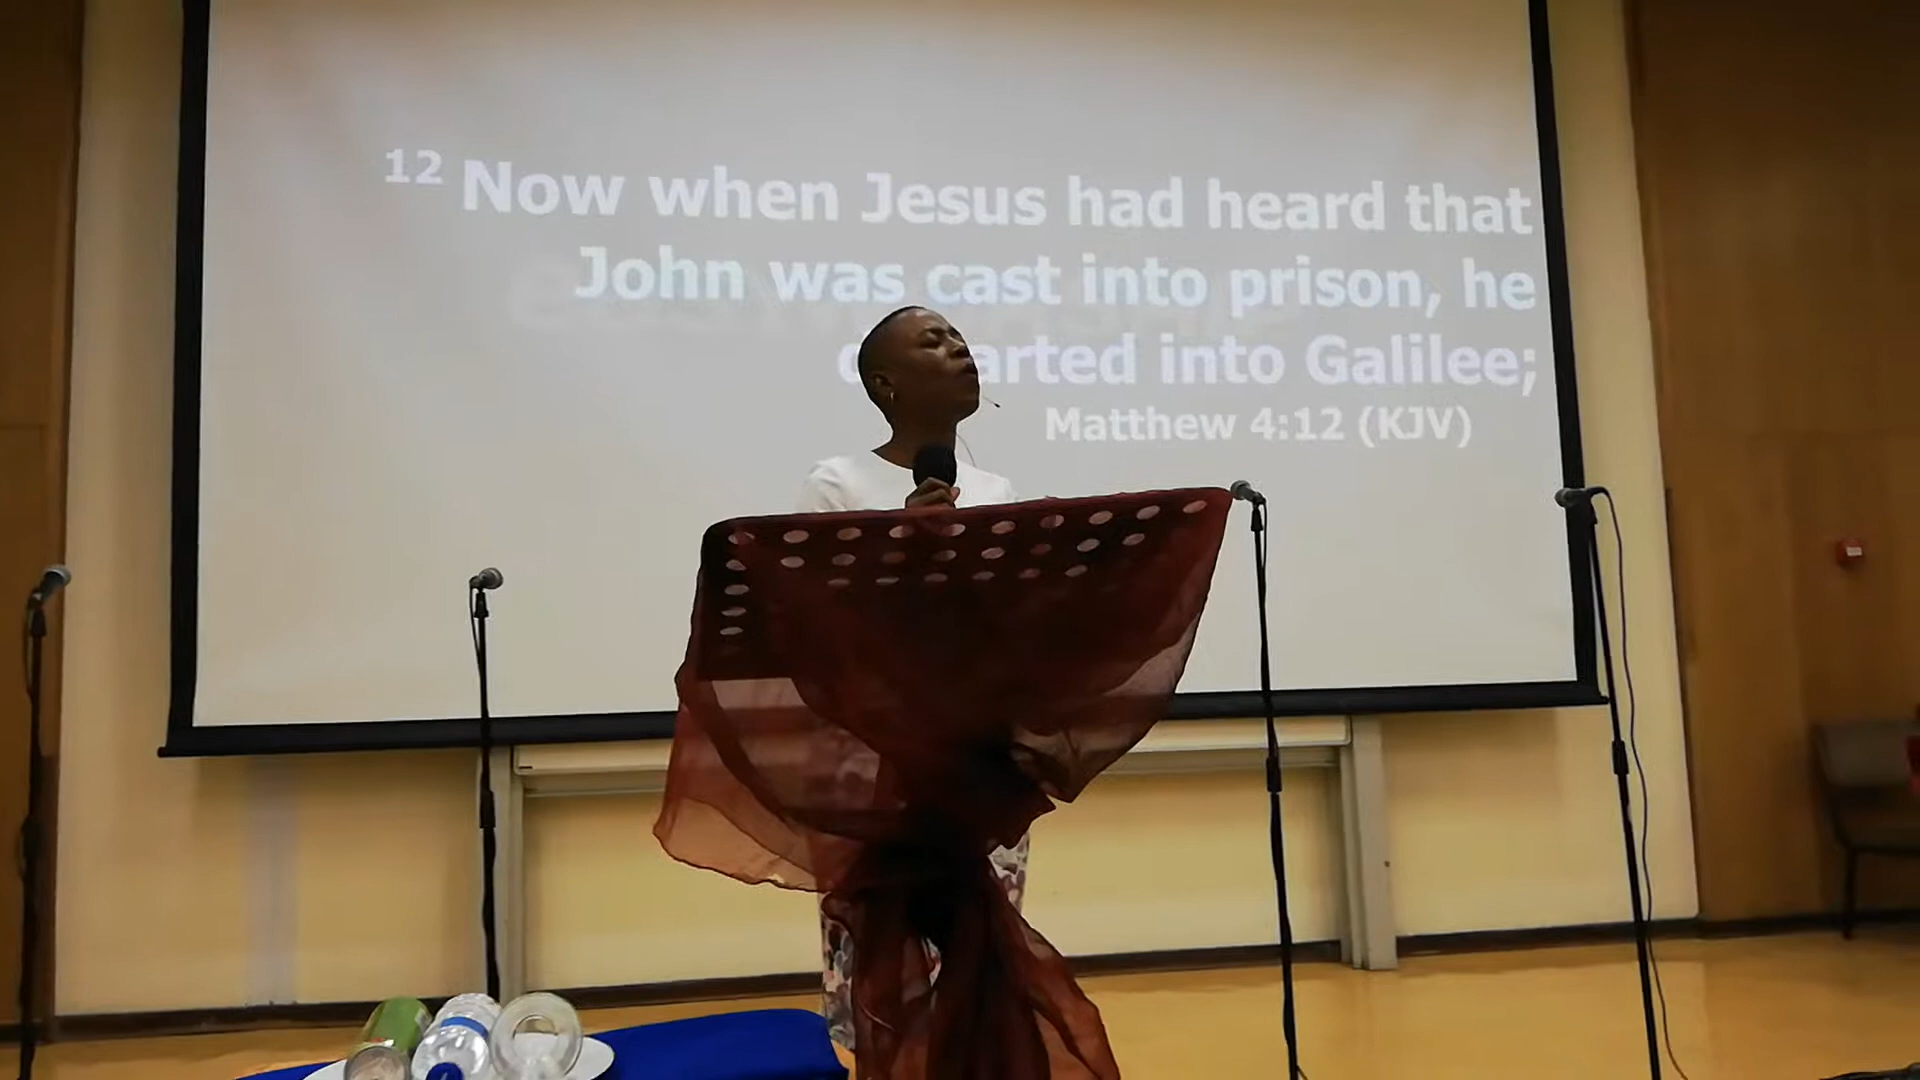 12 Now when Jesus had heard that
John was cast into prison, he
arted into Galilee;
Matthew 4:12 (KJV)